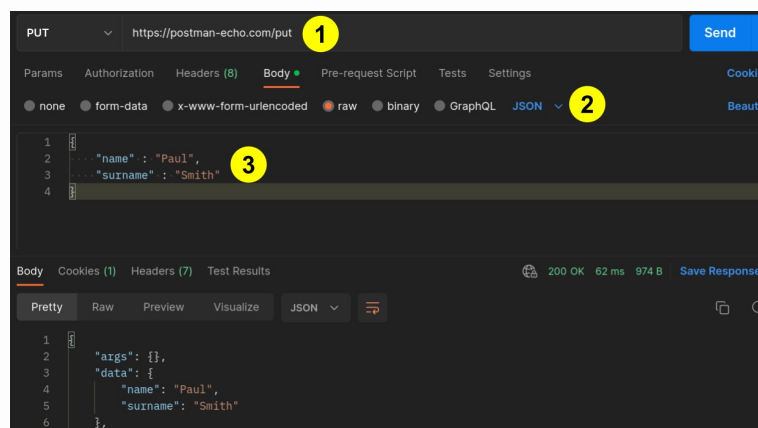 PUT https://postman-echo.com/put 1 Send
Params Authorization Headers (8) Body Pre-request Script Tests Settings Cooki
none form-data x-www-form-urlencoded raw binary GraphQL JSON 2 Beaut
1 {
2 ····"name"·:·"Paul",
3 ····"surname"·:·"Smith" 3
4 }
Body Cookies (1) Headers (7) Test Results 200 OK 62 ms 974 B Save Response
Pretty Raw Preview Visualize JSON
1 {
2 "args": {},
3 "data": {
4 "name": "Paul",
5 "surname": "Smith"
6 },